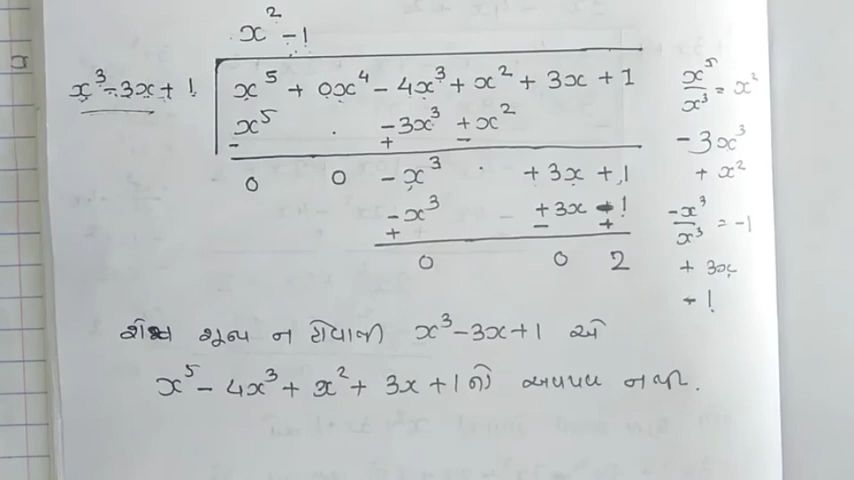 x² - 1
x³ - 3x + 1 | x⁵ + 0x⁴ - 4x³ + x² + 3x + 1
x⁵ - 3x³ + x²
- + -
0 0 - x³ + 3x + 1
- x³ + 3x - 1
+ - +
0 0 2
x⁵/x³ = x²
- 3x³
+ x²
-x³/x³ = -1
+ 3x
- 1
શેષ શૂન્ય ન હોવાથી x³ - 3x + 1 એ
x⁵ - 4x³ + x² + 3x + 1 નો અવયવ નથી.